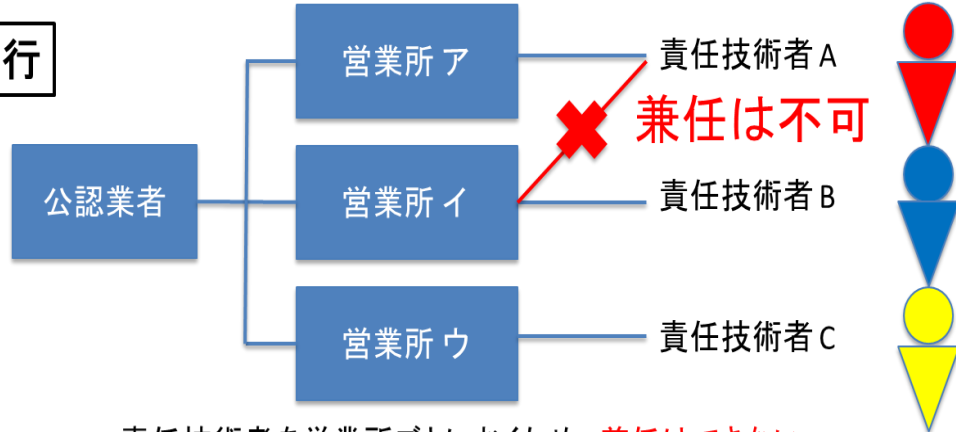 行
営業所 ア
責任技術者 A
兼任は不可
公認業者
営業所 イ
責任技術者 B
営業所 ウ
責任技術者 C